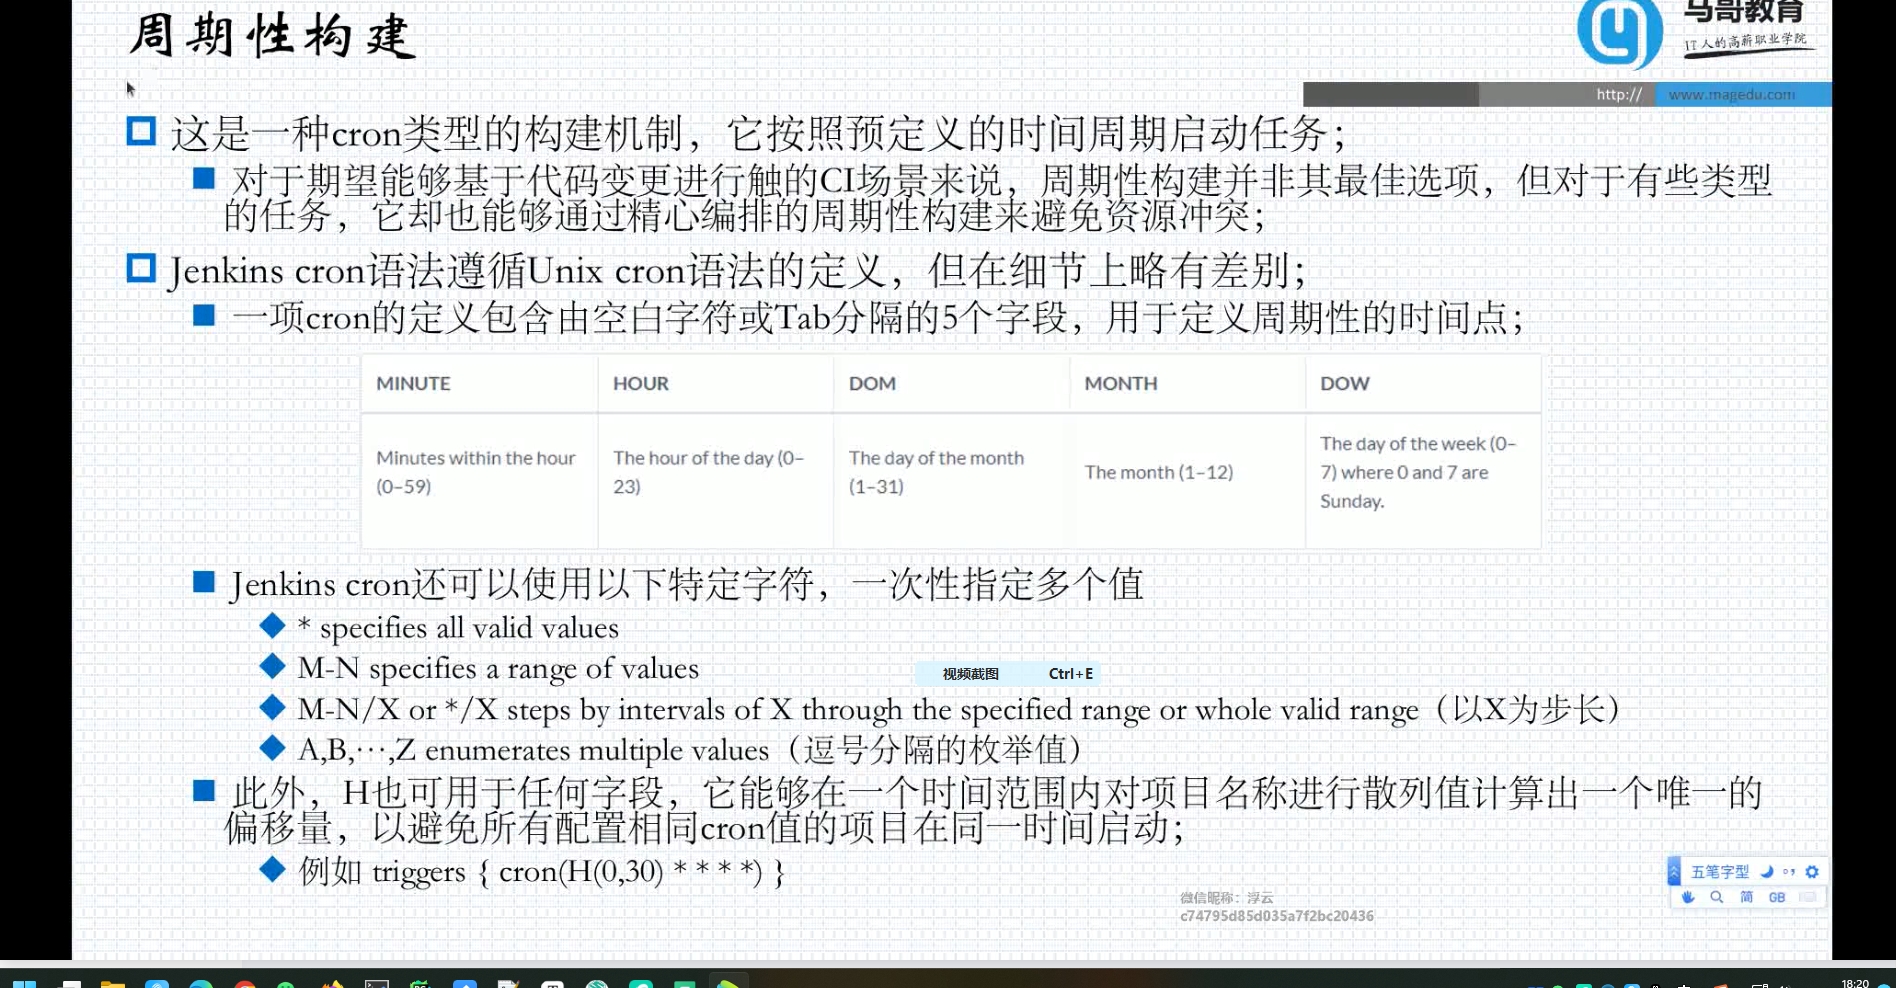 周期性构建
马哥教育
IT人的高薪职业学院
http://
www.magedu.com
这是一种cron类型的构建机制，它按照预定义的时间周期启动任务；
对于期望能够基于代码变更进行触的CI场景来说，周期性构建并非其最佳选项，但对于有些类型
的任务，它却也能够通过精心编排的周期性构建来避免资源冲突；
Jenkins cron语法遵循Unix cron语法的定义，但在细节上略有差别；
一项cron的定义包含由空白字符或Tab分隔的5个字段，用于定义周期性的时间点；
MINUTE HOUR DOM MONTH DOW
Minutes within the hour
(0–59)
The hour of the day (0–
23)
The day of the month
(1–31)
The month (1–12)
The day of the week (0–
7) where 0 and 7 are
Sunday.
Jenkins cron还可以使用以下特定字符，一次性指定多个值
* specifies all valid values
M-N specifies a range of values
视频截图 Ctrl+E
M-N/X or */X steps by intervals of X through the specified range or whole valid range（以X为步长）
A,B,…,Z enumerates multiple values（逗号分隔的枚举值）
此外，H也可用于任何字段，它能够在一个时间范围内对项目名称进行散列值计算出一个唯一的
偏移量，以避免所有配置相同cron值的项目在同一时间启动；
例如 triggers { cron(H(0,30) * * * *) }
五笔字型
简 GB
微信昵称：浮云
c74795d85d035a7f2bc20436
18:20